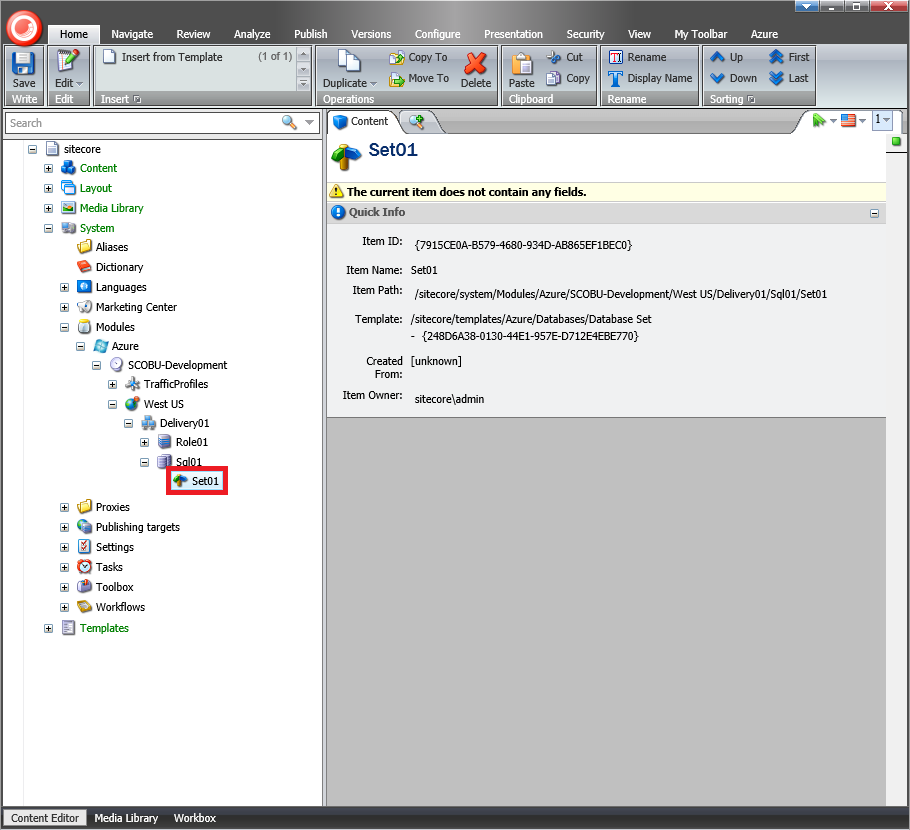 Home Navigate Review Analyze Publish Versions Configure Presentation Security View My Toolbar Azure
Save Edit Insert from Template (1 of 1) Duplicate Copy To Move To Delete Paste Cut Copy Rename Display Name Up Down First Last
Write Edit Insert Operations Clipboard Rename Sorting
Search
sitecore
Content
Layout
Media Library
System
Aliases
Dictionary
Languages
Marketing Center
Modules
Azure
SCOBU-Development
TrafficProfiles
West US
Delivery01
Role01
Sql01
Set01
Proxies
Publishing targets
Settings
Tasks
Toolbox
Workflows
Templates
Content 1
Set01
The current item does not contain any fields.
Quick Info
Item ID: {7915CE0A-B579-4680-934D-AB865EF1BEC0}
Item Name: Set01
Item Path: /sitecore/system/Modules/Azure/SCOBU-Development/West US/Delivery01/Sql01/Set01
Template: /sitecore/templates/Azure/Databases/Database Set
- {248D6A38-0130-44E1-957E-D712E4EBE770}
Created [unknown]
From:
Item Owner: sitecore\admin
Content Editor Media Library Workbox